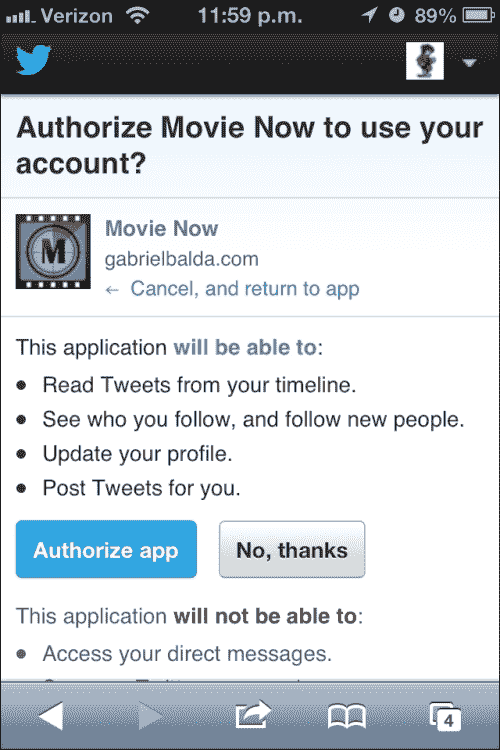 Verizon 11:59 p.m. 89%
Authorize Movie Now to use your
account?
M
Movie Now
gabrielbalda.com
← Cancel, and return to app
This application will be able to:
• Read Tweets from your timeline.
• See who you follow, and follow new people.
• Update your profile.
• Post Tweets for you.
Authorize app No, thanks
This application will not be able to:
• Access your direct messages.
4